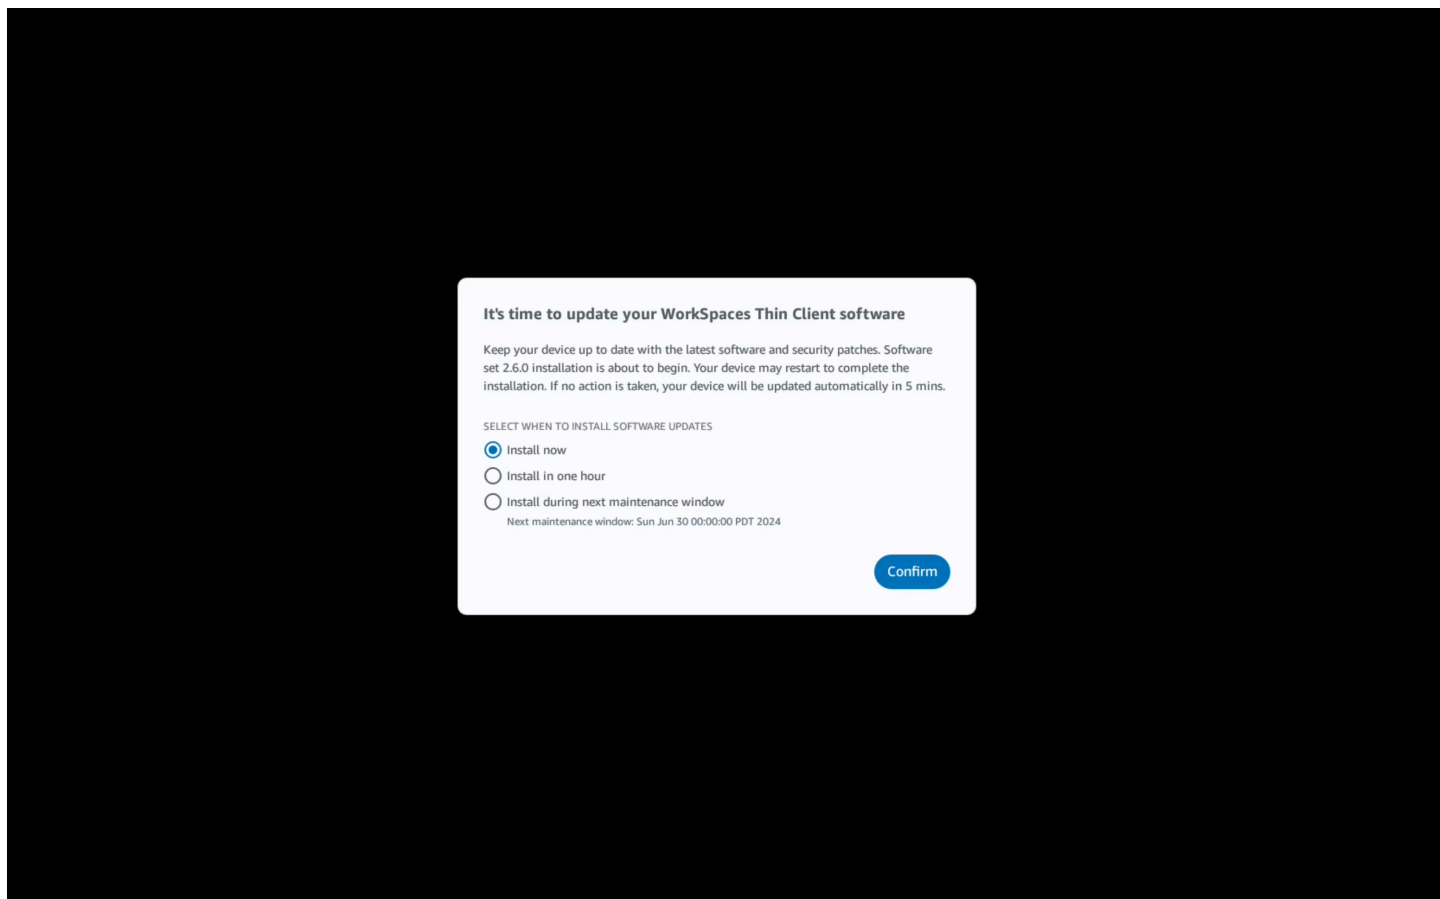 It's time to update your WorkSpaces Thin Client software
Keep your device up to date with the latest software and security patches. Software
set 2.6.0 installation is about to begin. Your device may restart to complete the
installation. If no action is taken, your device will be updated automatically in 5 mins.
SELECT WHEN TO INSTALL SOFTWARE UPDATES
Install now
Install in one hour
Install during next maintenance window
Next maintenance window: Sun Jun 30 00:00:00 PDT 2024
Confirm